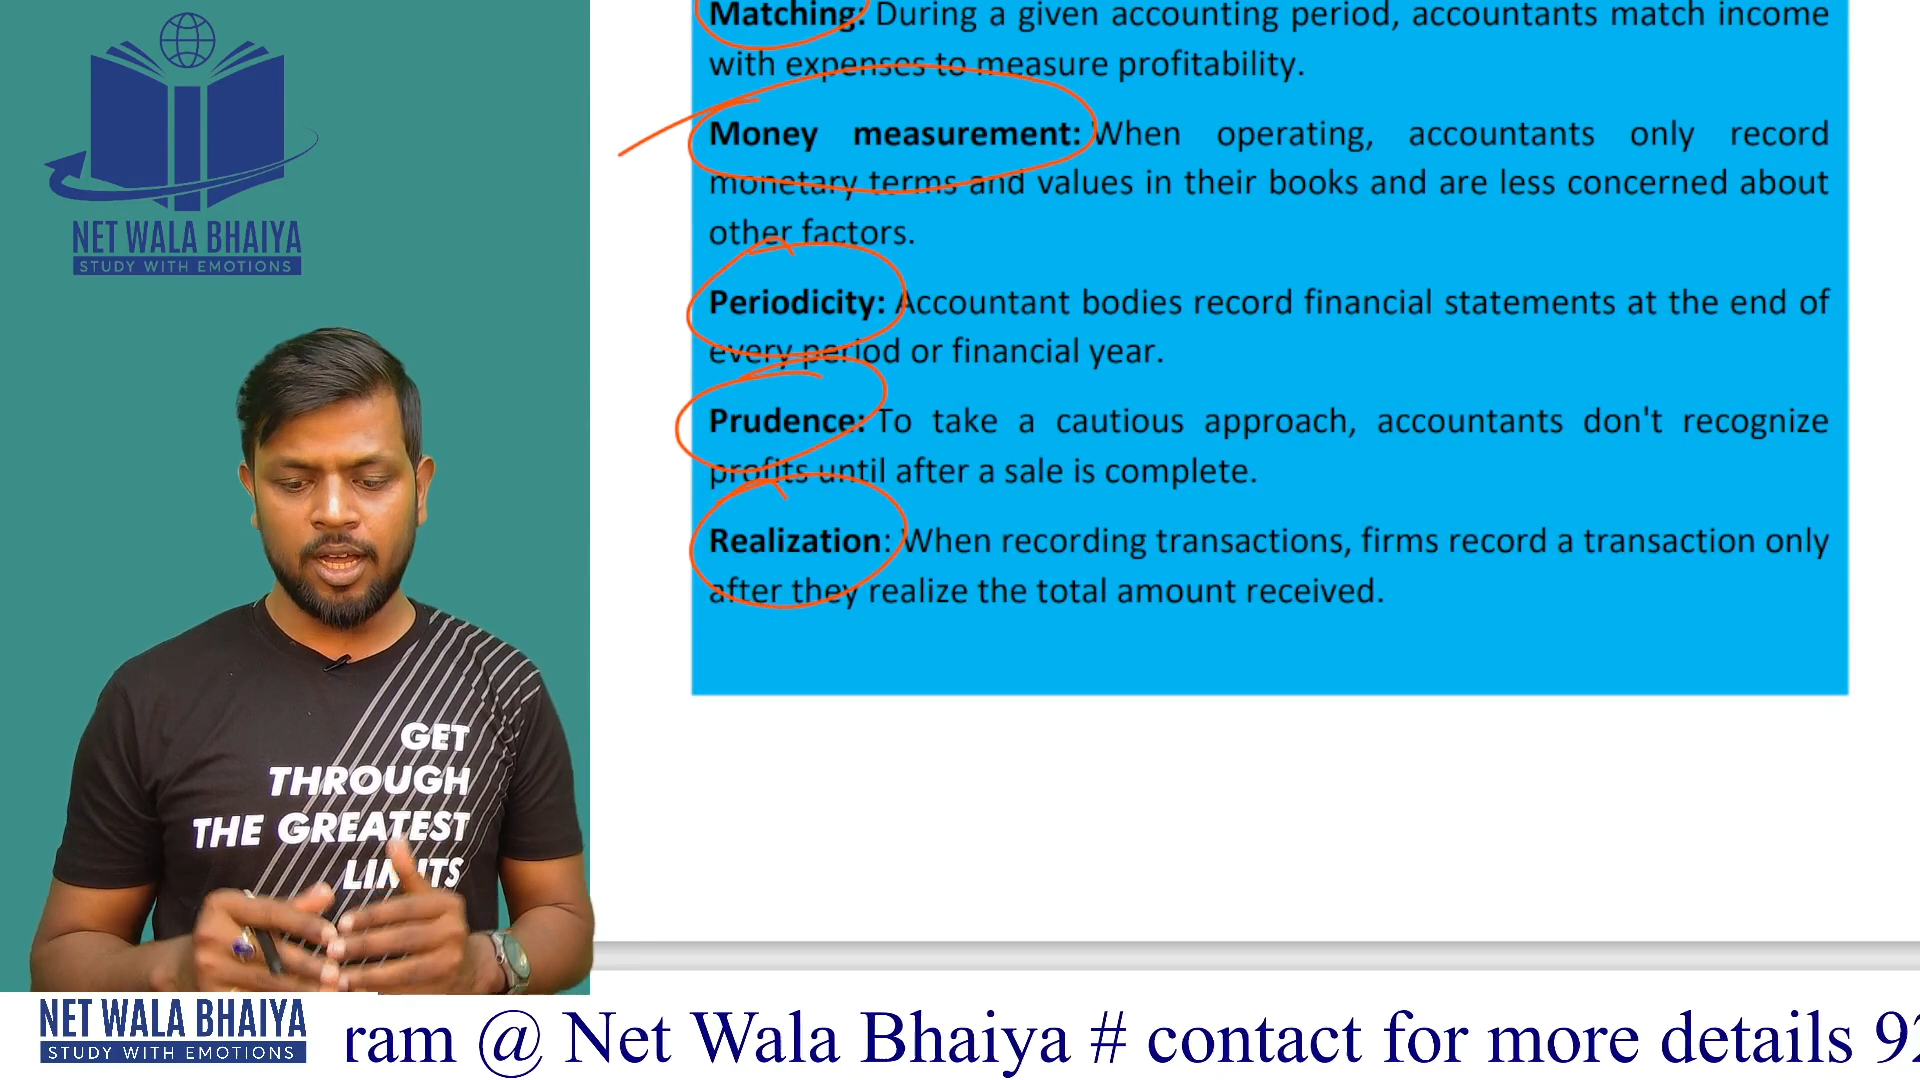 NET WALA BHAIYA
STUDY WITH EMOTIONS
Matching: During a given accounting period, accountants match income
with expenses to measure profitability.
Money measurement: When operating, accountants only record
monetary terms and values in their books and are less concerned about
other factors.
Periodicity: Accountant bodies record financial statements at the end of
every period or financial year.
Prudence: To take a cautious approach, accountants don't recognize
profits until after a sale is complete.
Realization: When recording transactions, firms record a transaction only
after they realize the total amount received.
GET
THROUGH
THE GREATEST
LIMITS
NET WALA BHAIYA
STUDY WITH EMOTIONS
ram @ Net Wala Bhaiya # contact for more details 92